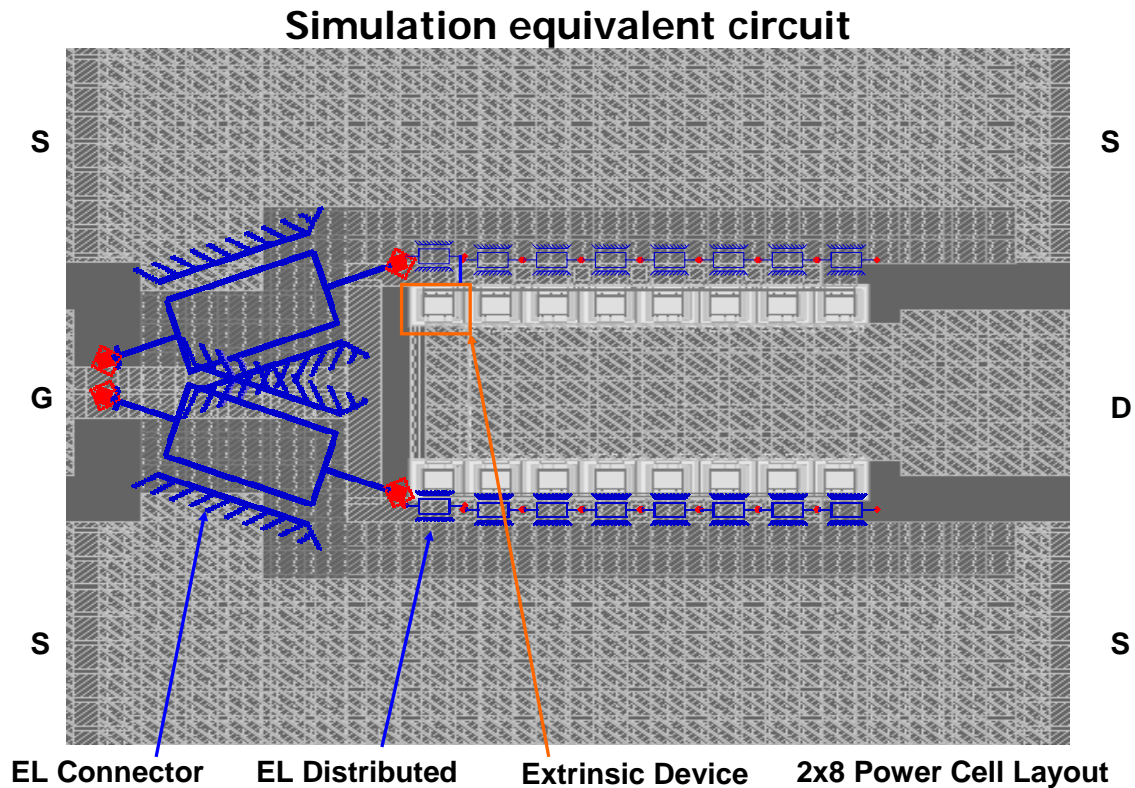 Simulation equivalent circuit
S
S
G
D
S
S
EL Connector
EL Distributed
Extrinsic Device
2x8 Power Cell Layout